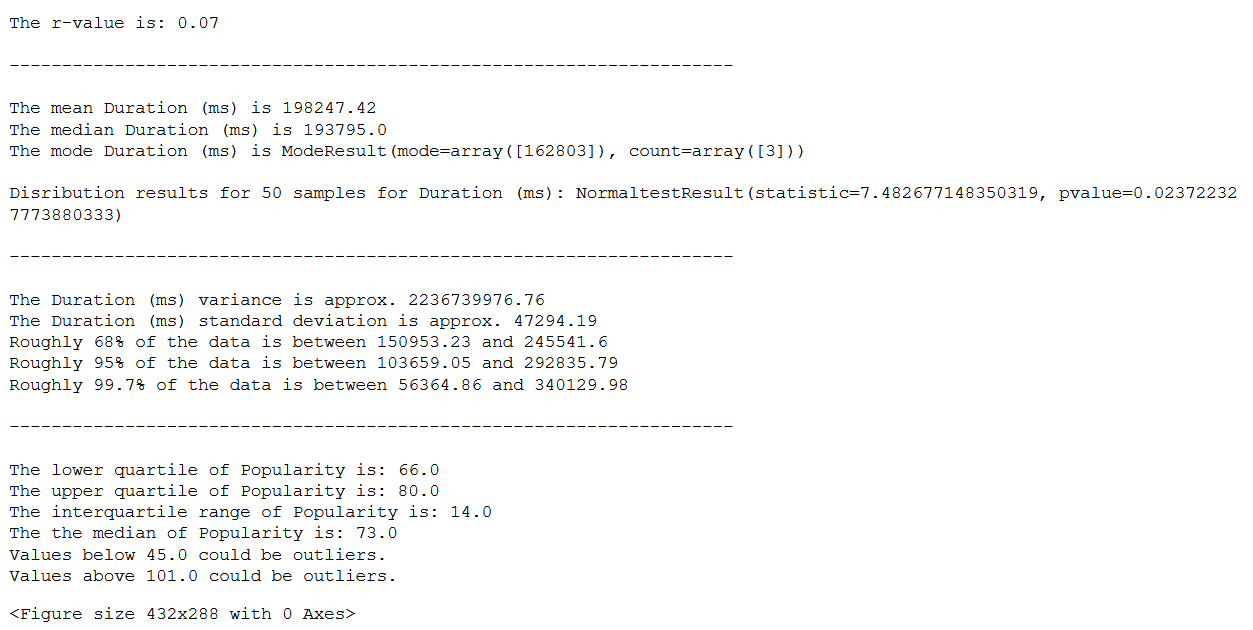 The r-value is: 0.07
---------------------------------------------------------------------
The mean Duration (ms) is 198247.42
The median Duration (ms) is 193795.0
The mode Duration (ms) is ModeResult(mode=array([162803]), count=array([3]))
Disribution results for 50 samples for Duration (ms): NormaltestResult(statistic=7.482677148350319, pvalue=0.02372232
7773880333)
---------------------------------------------------------------------
The Duration (ms) variance is approx. 2236739976.76
The Duration (ms) standard deviation is approx. 47294.19
Roughly 68% of the data is between 150953.23 and 245541.6
Roughly 95% of the data is between 103659.05 and 292835.79
Roughly 99.7% of the data is between 56364.86 and 340129.98
---------------------------------------------------------------------
The lower quartile of Popularity is: 66.0
The upper quartile of Popularity is: 80.0
The interquartile range of Popularity is: 14.0
The the median of Popularity is: 73.0
Values below 45.0 could be outliers.
Values above 101.0 could be outliers.
<Figure size 432x288 with 0 Axes>